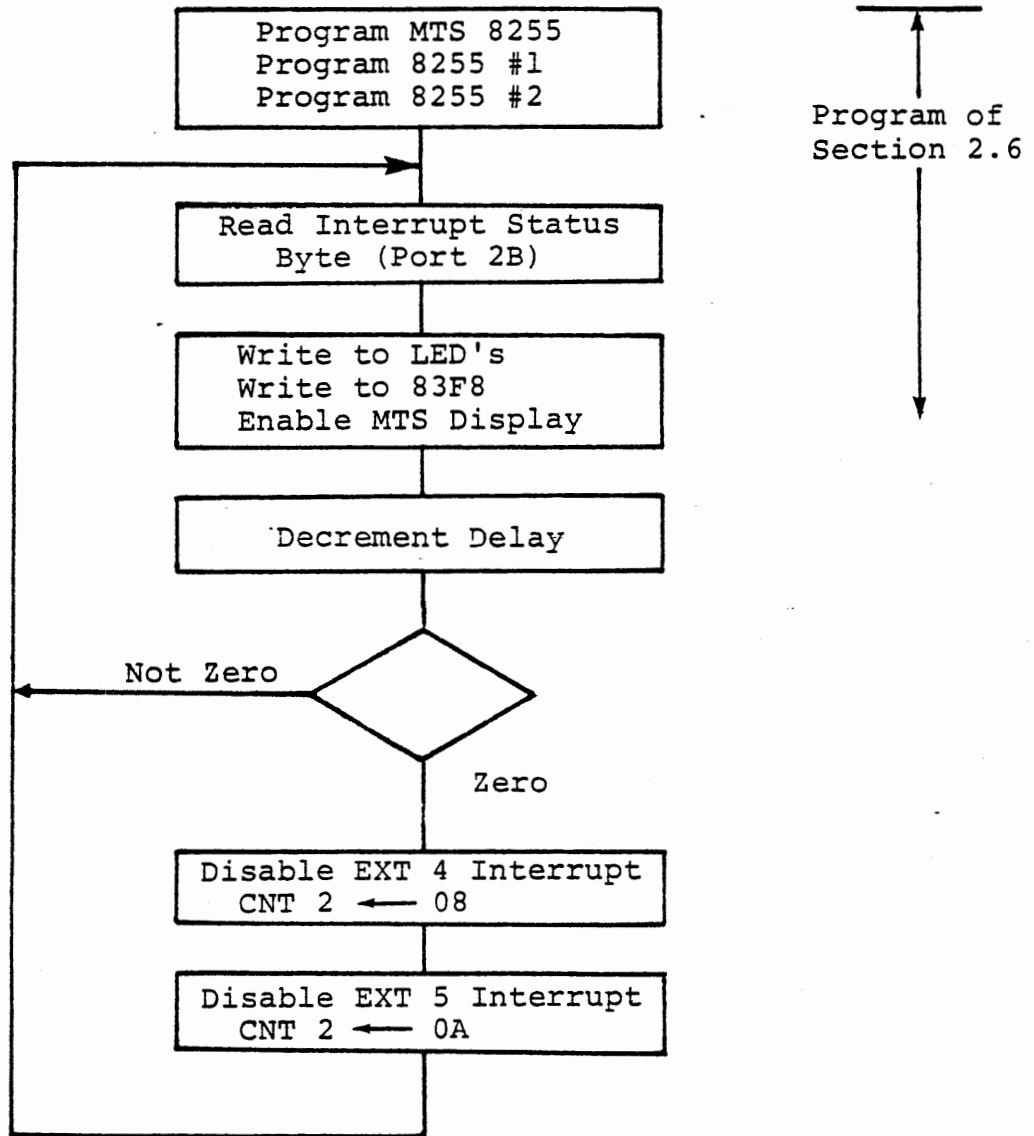 Program MTS 8255
Program 8255 #1
Program 8255 #2
Program of
Section 2.6
Read Interrupt Status
Byte (Port 2B)
Write to LED's
Write to 83F8
Enable MTS Display
Decrement Delay
Not Zero
Zero
Disable EXT 4 Interrupt
CNT 2 ← 08
Disable EXT 5 Interrupt
CNT 2 ← 0A